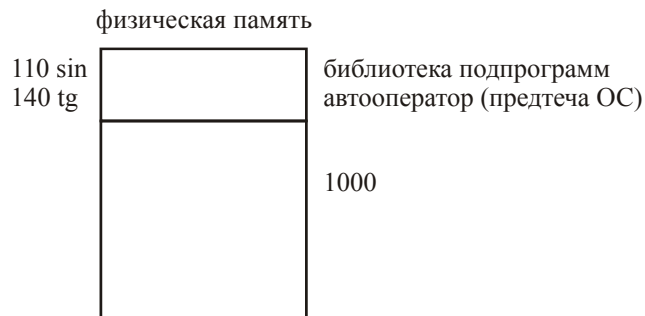 физическая память
110 sin
140 tg
библиотека подпрограмм
автооператор (предтеча ОС)
1000